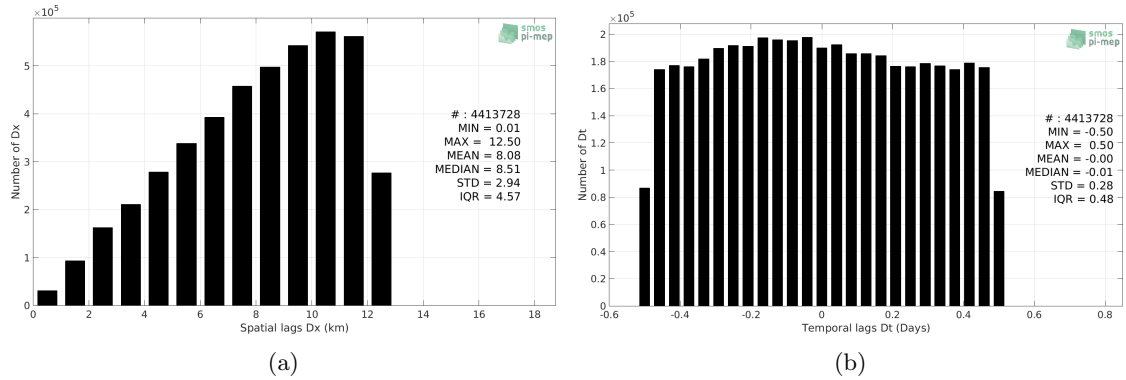 ×10^5
smos
pi-mep
5
4
3
2
1
0
Number of Dx
# : 4413728
MIN = 0.01
MAX = 12.50
MEAN = 8.08
MEDIAN = 8.51
STD = 2.94
IQR = 4.57
0 2 4 6 8 10 12 14 16 18
Spatial lags Dx (km)
(a)
×10^5
smos
pi-mep
2
1.8
1.6
1.4
1.2
1
0.8
0.6
0.4
0.2
0
Number of Dt
# : 4413728
MIN = -0.50
MAX = 0.50
MEAN = -0.00
MEDIAN = -0.01
STD = 0.28
IQR = 0.48
-0.6 -0.4 -0.2 0 0.2 0.4 0.6 0.8
Temporal lags Dt (Days)
(b)